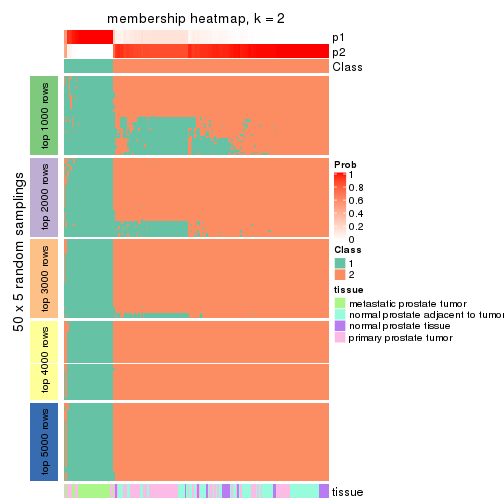 membership heatmap, k = 2
p1
p2
Class
50 x 5 random samplings
top 1000 rows
top 2000 rows
top 3000 rows
top 4000 rows
top 5000 rows
Prob
1
0.8
0.6
0.4
0.2
0
Class
1
2
tissue
metastatic prostate tumor
normal prostate adjacent to tumor
normal prostate tissue
primary prostate tumor
tissue